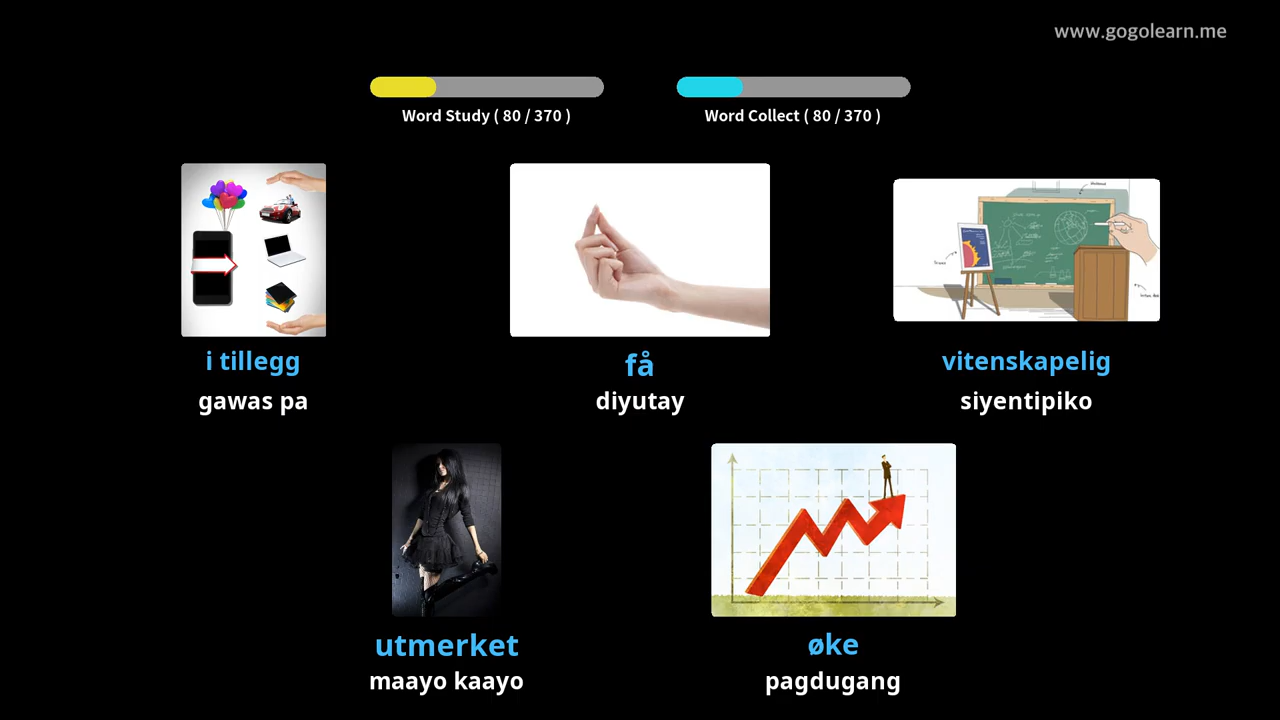 www.gogolearn.me
Word Study ( 80 / 370 )
Word Collect ( 80 / 370 )
i tillegg
gawas pa
få
diyutay
vitenskapelig
siyentipiko
utmerket
maayo kaayo
øke
pagdugang